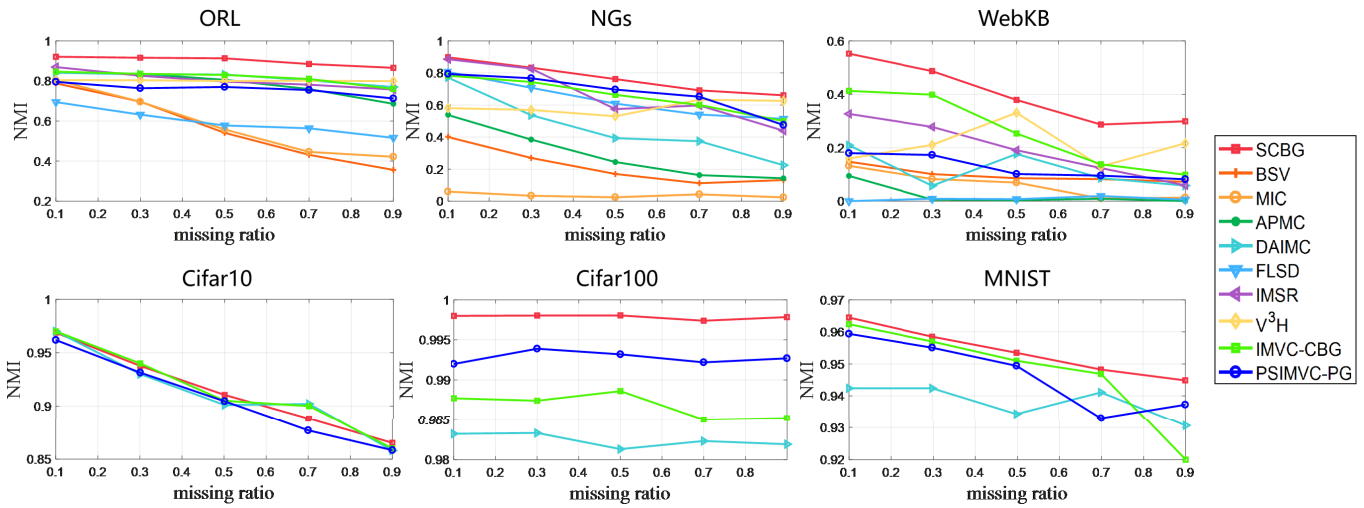 ORL
NGs
WebKB
NMI
1
0.8
0.6
0.4
0.2
0.1 0.2 0.3 0.4 0.5 0.6 0.7 0.8 0.9
missing ratio
NMI
1
0.8
0.6
0.4
0.2
0
0.1 0.2 0.3 0.4 0.5 0.6 0.7 0.8 0.9
missing ratio
NMI
0.6
0.4
0.2
0
0.1 0.2 0.3 0.4 0.5 0.6 0.7 0.8 0.9
missing ratio
Cifar10
Cifar100
MNIST
NMI
1
0.95
0.9
0.85
0.1 0.2 0.3 0.4 0.5 0.6 0.7 0.8 0.9
missing ratio
NMI
1
0.995
0.99
0.985
0.98
0.1 0.2 0.3 0.4 0.5 0.6 0.7 0.8
missing ratio
NMI
0.97
0.96
0.95
0.94
0.93
0.92
0.1 0.2 0.3 0.4 0.5 0.6 0.7 0.8 0.9
missing ratio
SCBG
BSV
MIC
APMC
DAIMC
FLSD
IMSR
V³H
IMVC-CBG
PSIMVC-PG